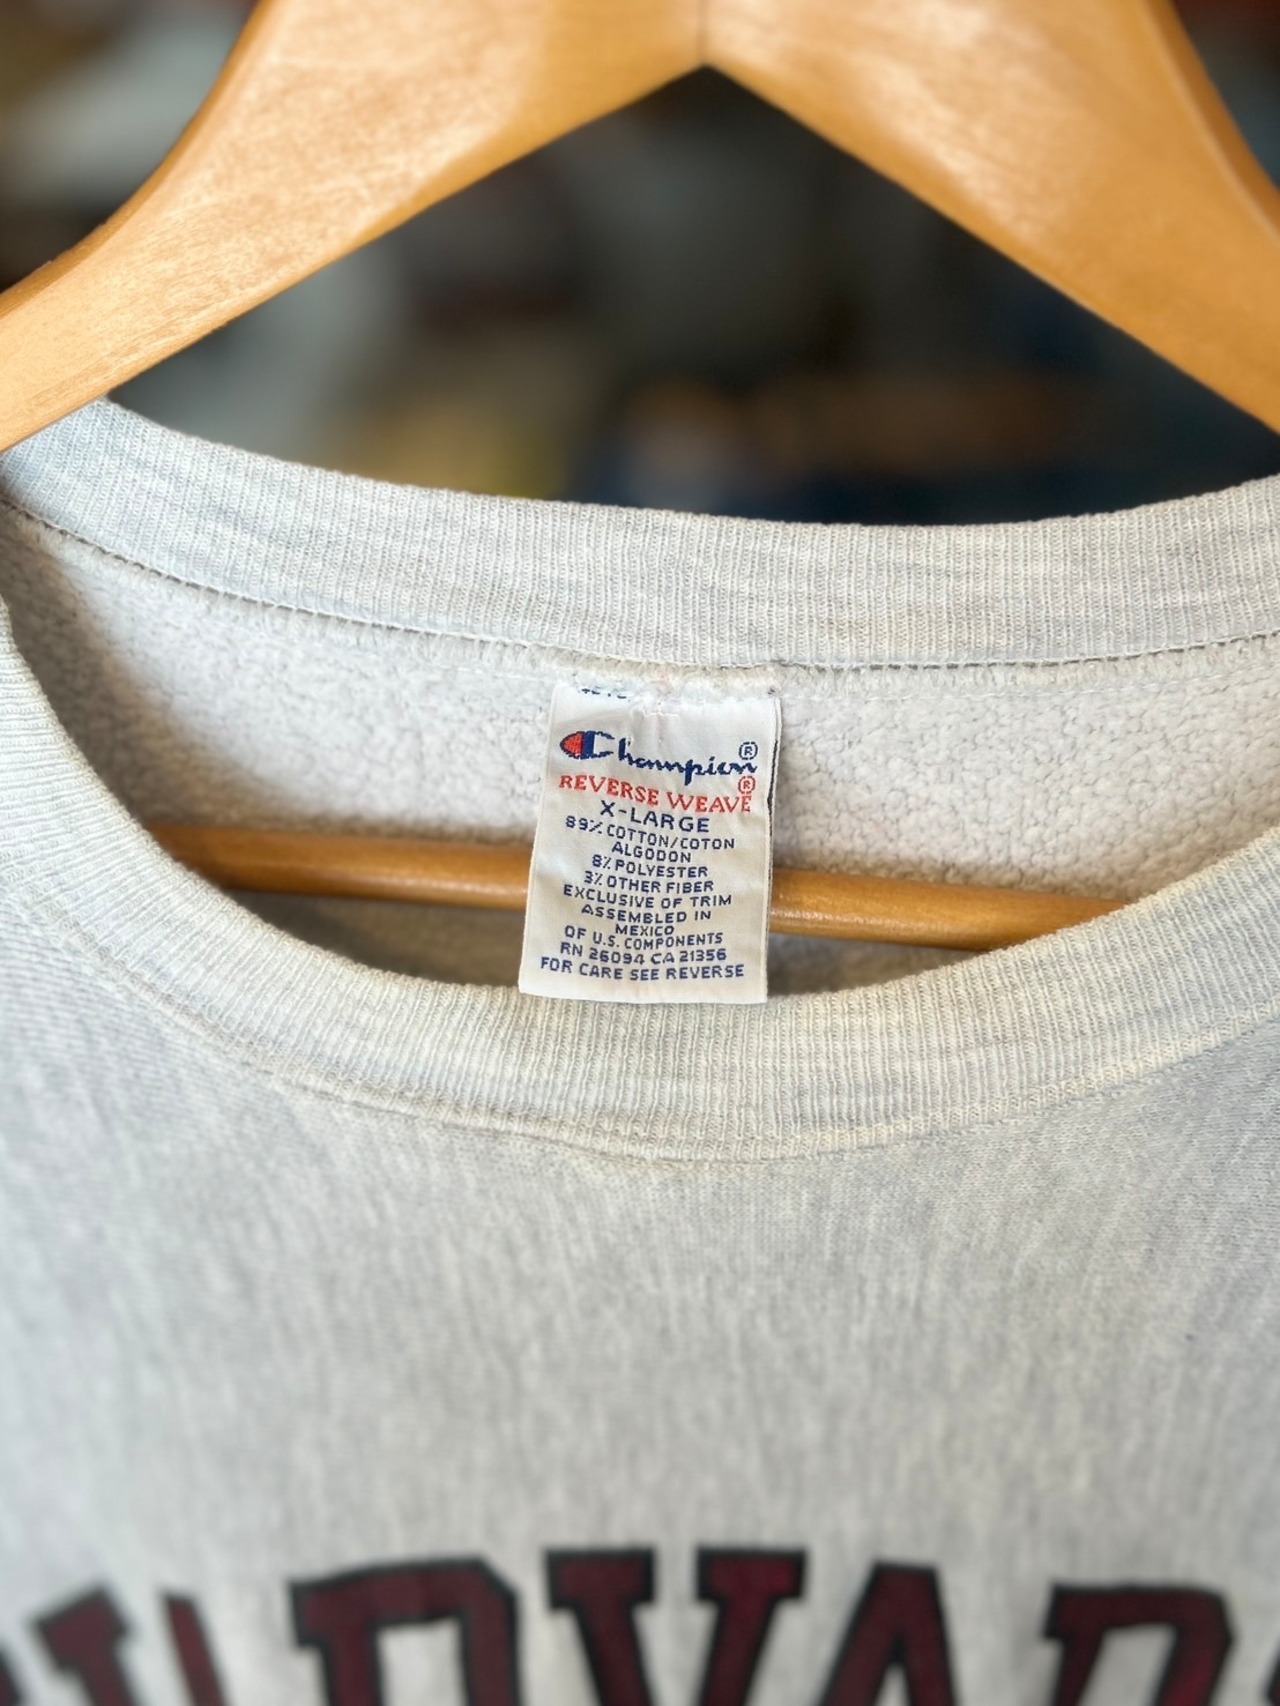 Champion®
REVERSE WEAVE®
X-LARGE
89% COTTON/COTON
ALGODON
8% POLYESTER
3% OTHER FIBER
EXCLUSIVE OF TRIM
ASSEMBLED IN
MEXICO
OF U.S. COMPONENTS
RN 26094 CA 21356
FOR CARE SEE REVERSE